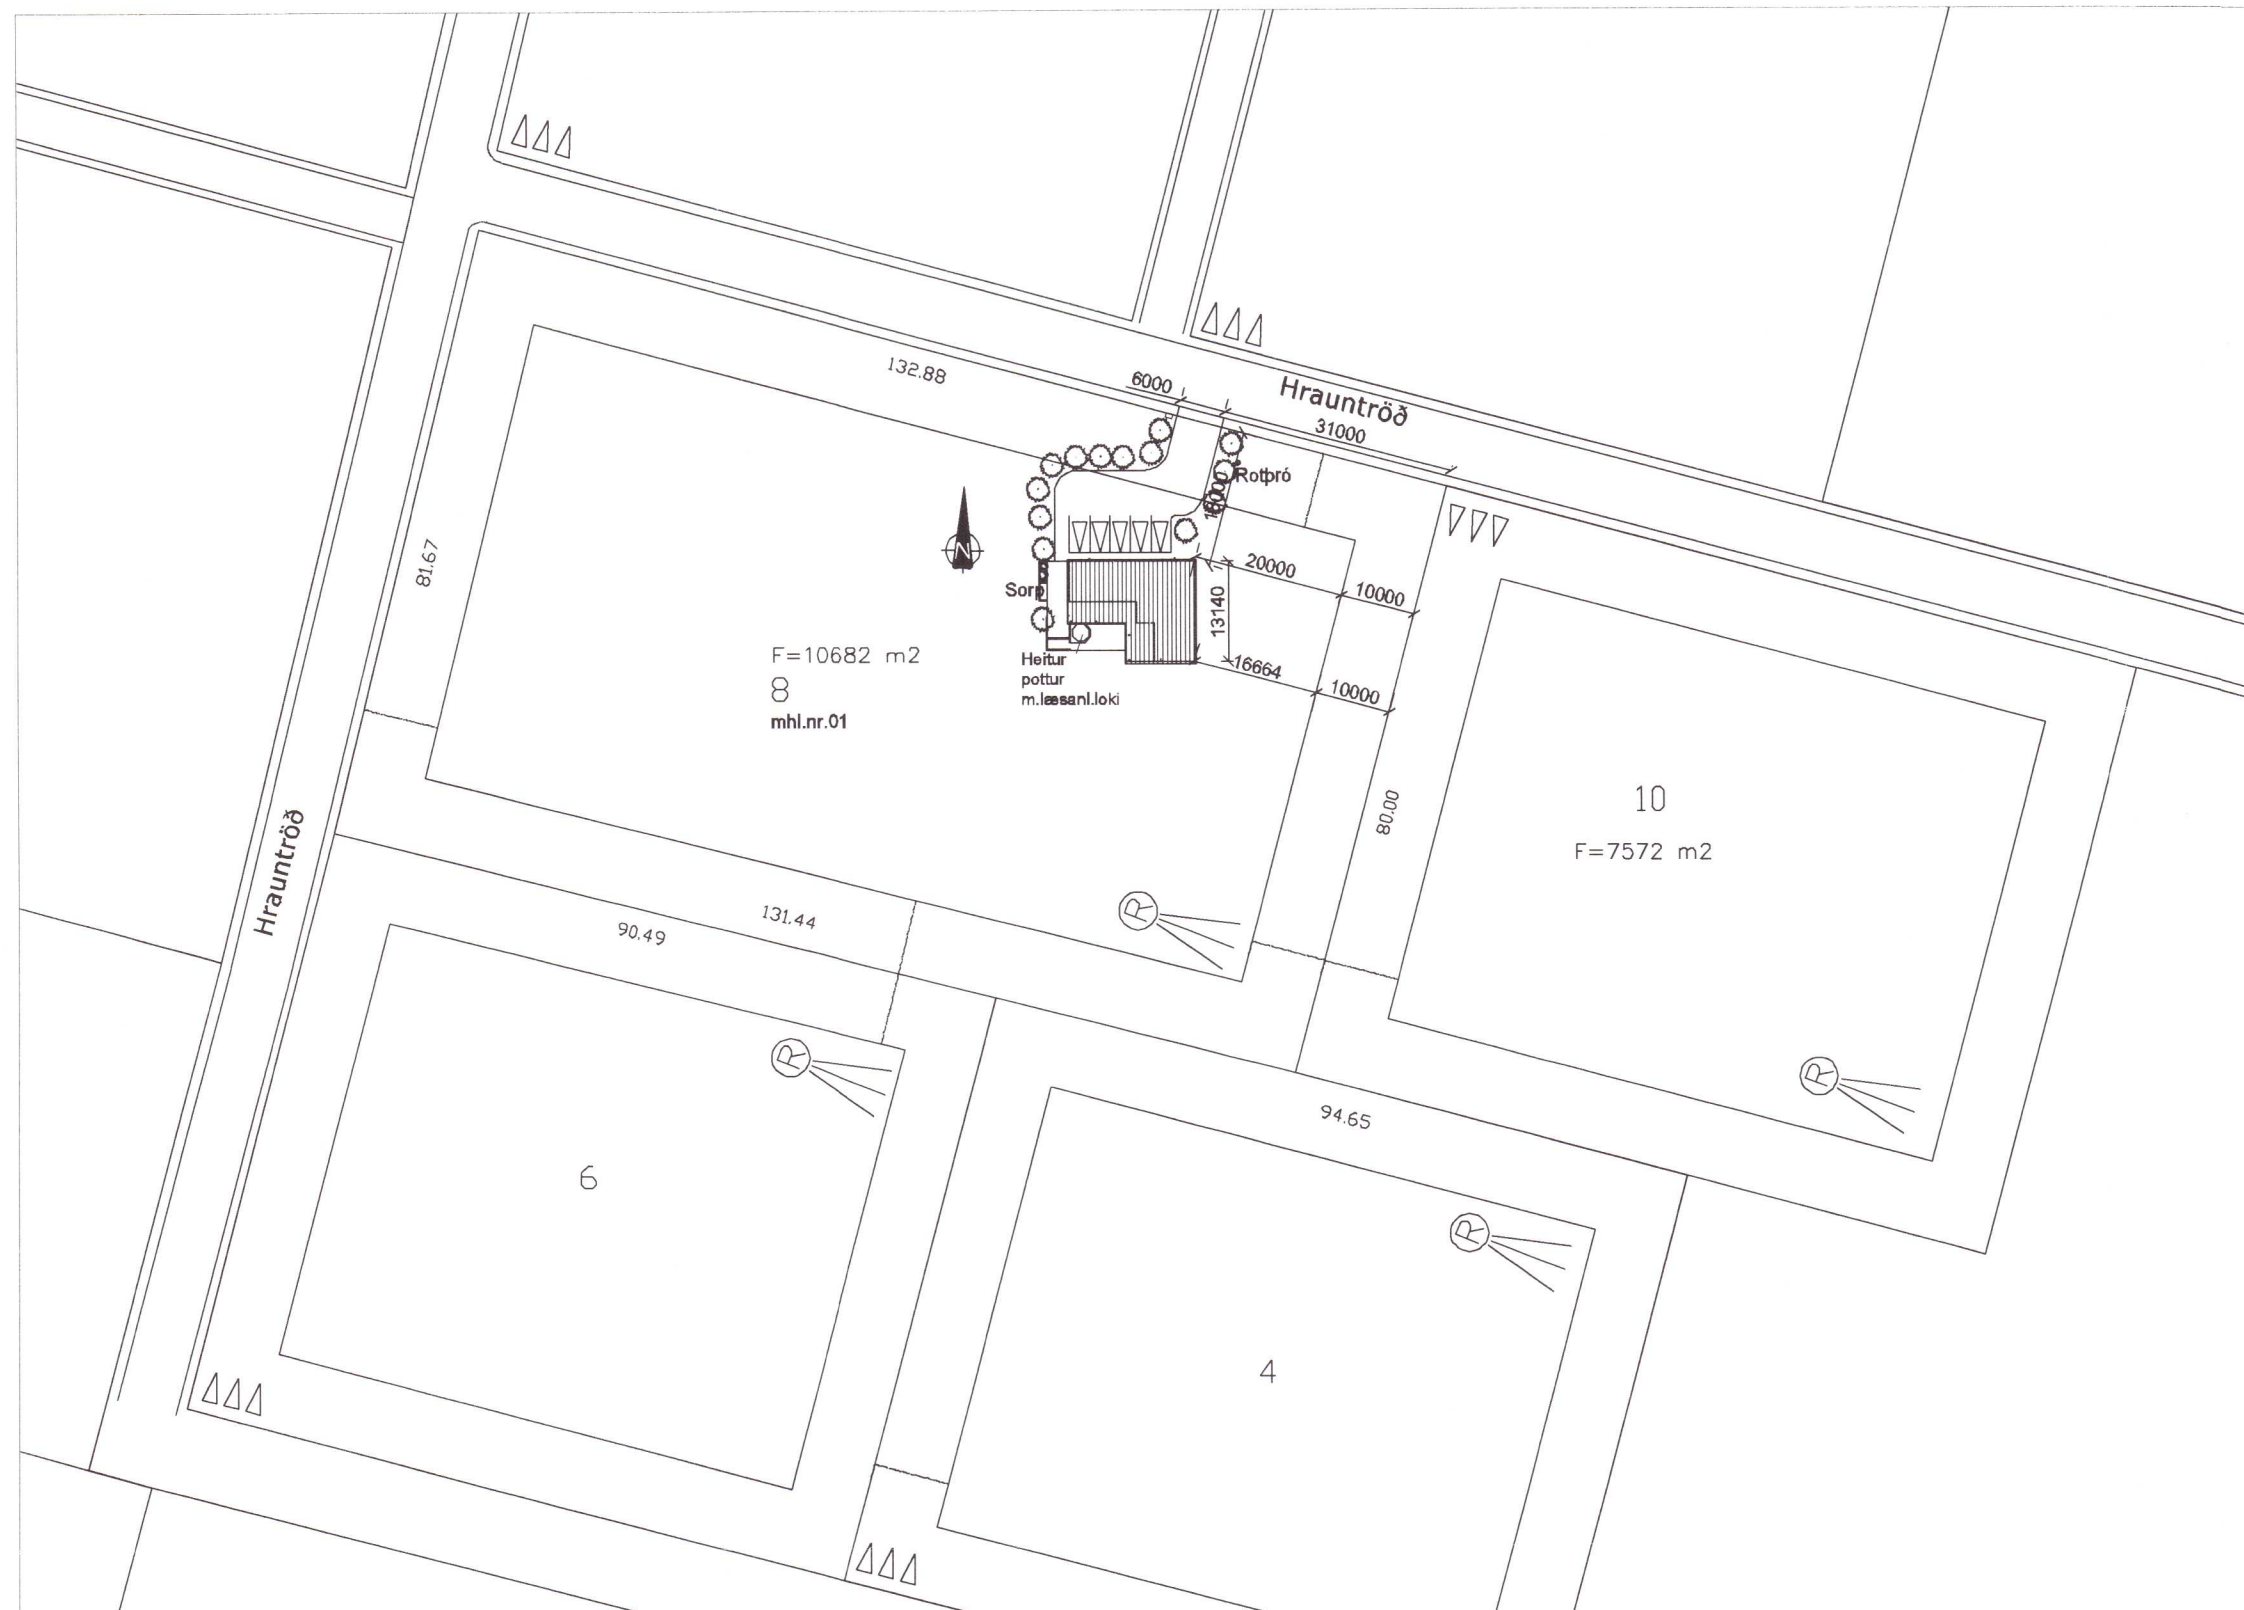 132.88
6000
Hrauntröð
31000
Rotþró
N
81.67
20000
10000
Sorp
13140
F=10682 m2
8
mhl.nr.01
Heitur
pottur
m.læsanl.loki
16664
10000
80.00
10
F=7572 m2
Hrauntröð
131.44
90.49
R
R
R
94.65
6
R
4